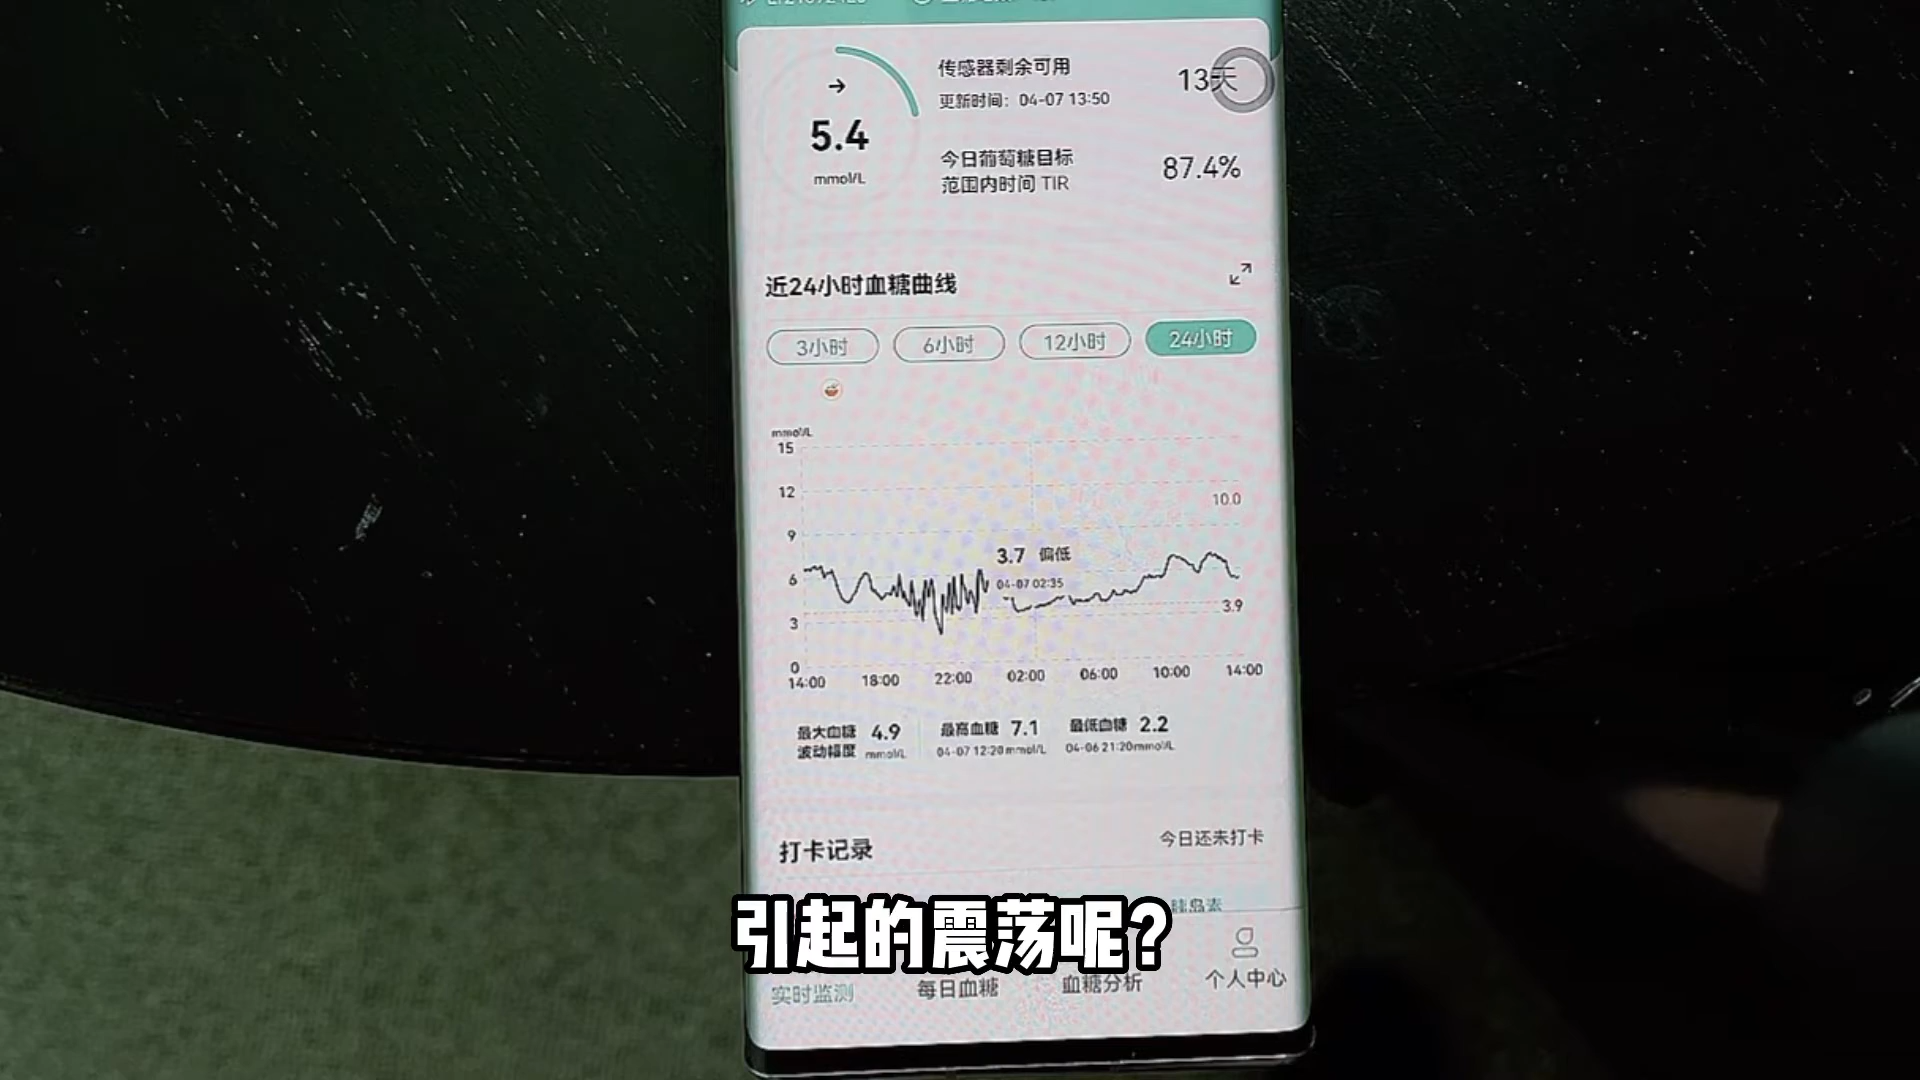 传感器剩余可用
13天
更新时间：04-07 13:50
→
5.4
mmol/L
今日葡萄糖目标
范围内时间 TIR
87.4%
近24小时血糖曲线
3小时
6小时
12小时
24小时
mmol/L
15
12
10.0
9
3.7 偏低
04-07 02:35
6
3.9
3
0
14:00
18:00
22:00
02:00
06:00
10:00
14:00
最大血糖
波动幅度
4.9
mmol/L
最高血糖 7.1
04-07 12:20 mmol/L
最低血糖 2.2
04-06 21:20 mmol/L
打卡记录
今日还未打卡
胰岛素
引起的震荡呢？
实时监测
每日血糖
血糖分析
个人中心